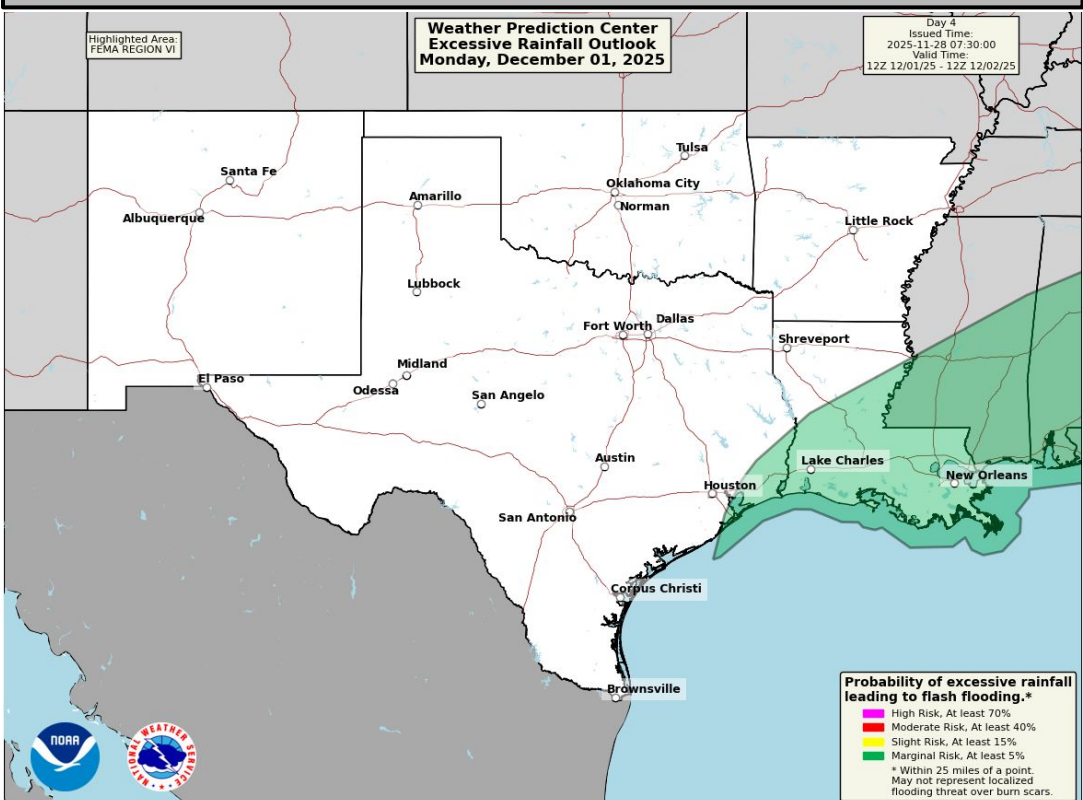 Weather Prediction Center
Excessive Rainfall Outlook
Monday, December 01, 2025
Highlighted Area:
FEMA REGION VI
Day 4
Issued Time:
2025-11-28 07:30:00
Valid Time:
12Z 12/01/25 - 12Z 12/02/25
Tulsa
Santa Fe
Oklahoma City
Amarillo
Norman
Albuquerque
Little Rock
Lubbock
Dallas
Fort Worth
Shreveport
Midland
El Paso
Odessa
San Angelo
Austin
Lake Charles
New Orleans
Houston
San Antonio
Corpus Christi
Brownsville
Probability of excessive rainfall
leading to flash flooding.*
High Risk, At least 70%
Moderate Risk, At least 40%
Slight Risk, At least 15%
Marginal Risk, At least 5%
* Within 25 miles of a point.
May not represent localized
flooding threat over burn scars.
NOAA
NATIONAL WEATHER SERVICE